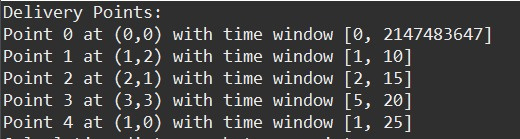 Delivery Points:
Point 0 at (0,0) with time window [0, 2147483647]
Point 1 at (1,2) with time window [1, 10]
Point 2 at (2,1) with time window [2, 15]
Point 3 at (3,3) with time window [5, 20]
Point 4 at (1,0) with time window [1, 25]